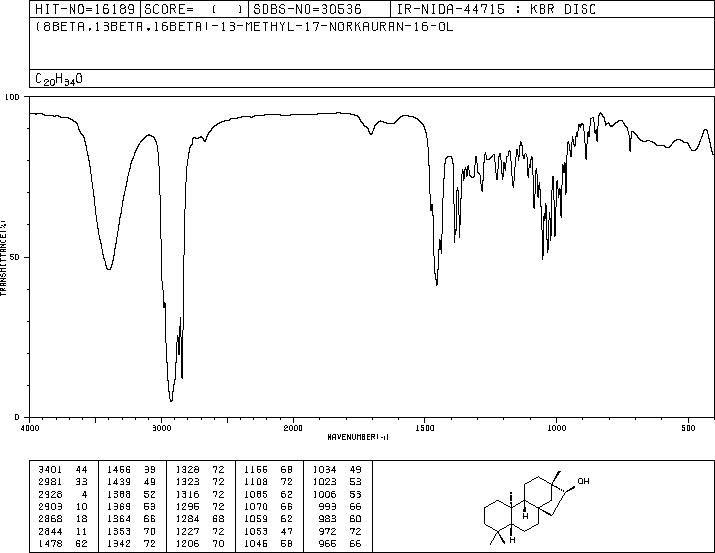 HIT-NO=16189 SCORE= ( ) SDBS-NO=30536 IR-NIDA-44715 : KBR DISC
(8BETA,13BETA,16BETA)-13-METHYL-17-NORKAURAN-16-OL
C20H34O
100
50
0
TRANSMITTANCE(%)
4000 3000 2000 1500 1000 500
WAVENUMBER(-1)
3401 44 1456 39 1328 72 1166 68 1034 49
2981 33 1439 49 1323 72 1108 72 1023 53
2928 4 1388 52 1316 72 1085 62 1006 53
2903 10 1369 53 1295 72 1070 66 993 66
2868 18 1364 66 1284 68 1059 62 983 60
2844 11 1353 70 1227 72 1053 47 972 72
1478 62 1342 72 1206 70 1046 58 966 66
OH
H
H